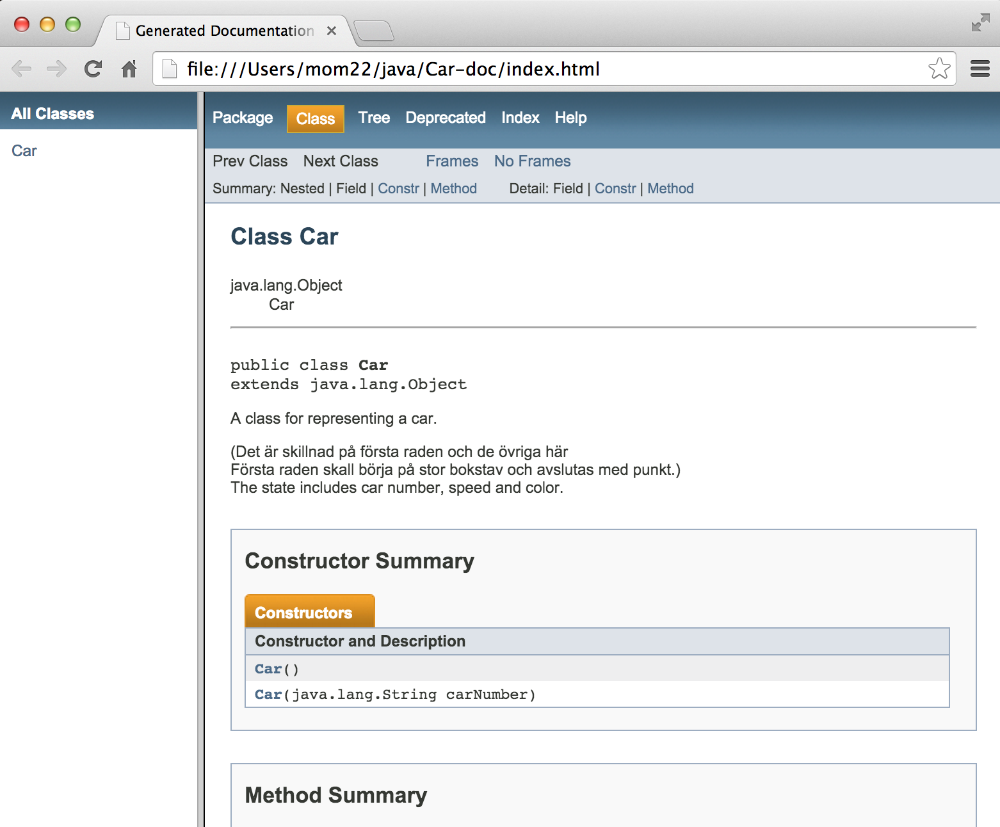 Generated Documentation
file:///Users/mom22/java/Car-doc/index.html
All Classes
Car
Package Class Tree Deprecated Index Help
Prev Class Next Class Frames No Frames
Summary: Nested | Field | Constr | Method Detail: Field | Constr | Method
Class Car
java.lang.Object
Car
public class Car
extends java.lang.Object
A class for representing a car.
(Det är skillnad på första raden och de övriga här
Första raden skall börja på stor bokstav och avslutas med punkt.)
The state includes car number, speed and color.
Constructor Summary
Constructors
Constructor and Description
Car()
Car(java.lang.String carNumber)
Method Summary